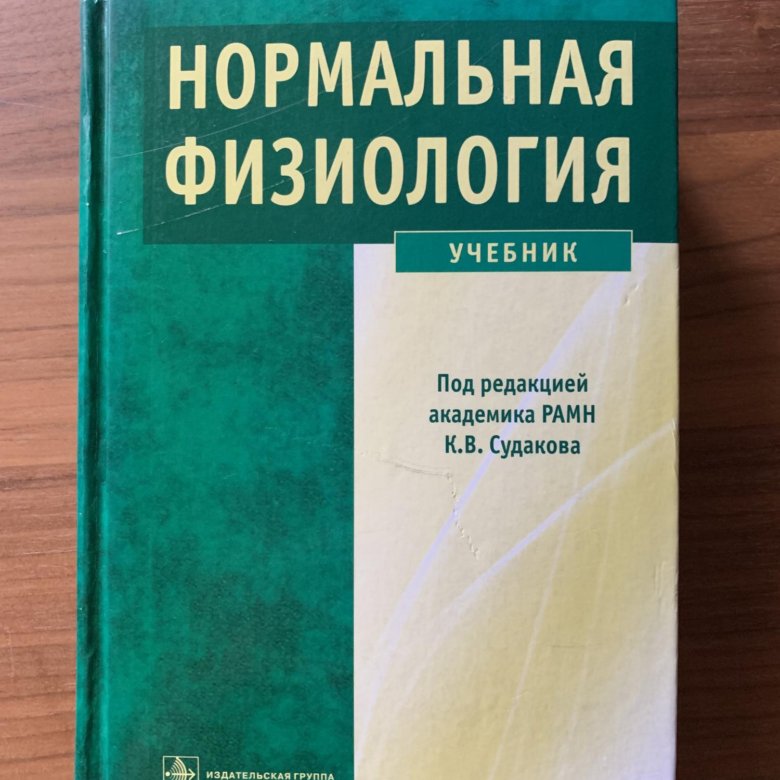 НОРМАЛЬНАЯ
ФИЗИОЛОГИЯ
УЧЕБНИК
Под редакцией
академика РАМН
К.В. Судакова
ИЗДАТЕЛЬСКАЯ ГРУППА